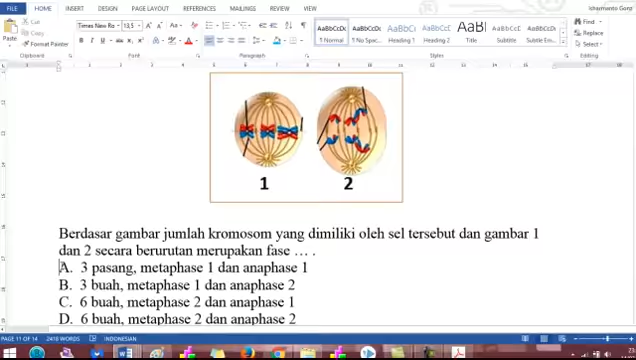 FILE HOME INSERT DESIGN PAGE LAYOUT REFERENCES MAILINGS REVIEW VIEW
Paste
Cut
Copy
Format Painter
Clipboard
Times New Ro 13,5
Font
Paragraph
AaBbCcDc AaBbCcDc AaBbCc AaBbCcD AaBl AaBbCcD AaBbCcDc
¶ Normal ¶ No Spac... Heading 1 Heading 2 Title Subtitle Subtle Em...
Styles
Find
Replace
Select
Editing
1 2
Berdasar gambar jumlah kromosom yang dimiliki oleh sel tersebut dan gambar 1
dan 2 secara berurutan merupakan fase … .
A. 3 pasang, metaphase 1 dan anaphase 1
B. 3 buah, metaphase 1 dan anaphase 2
C. 6 buah, metaphase 2 dan anaphase 1
D. 6 buah, metaphase 2 dan anaphase 2
PAGE 11 OF 14 2418 WORDS INDONESIAN